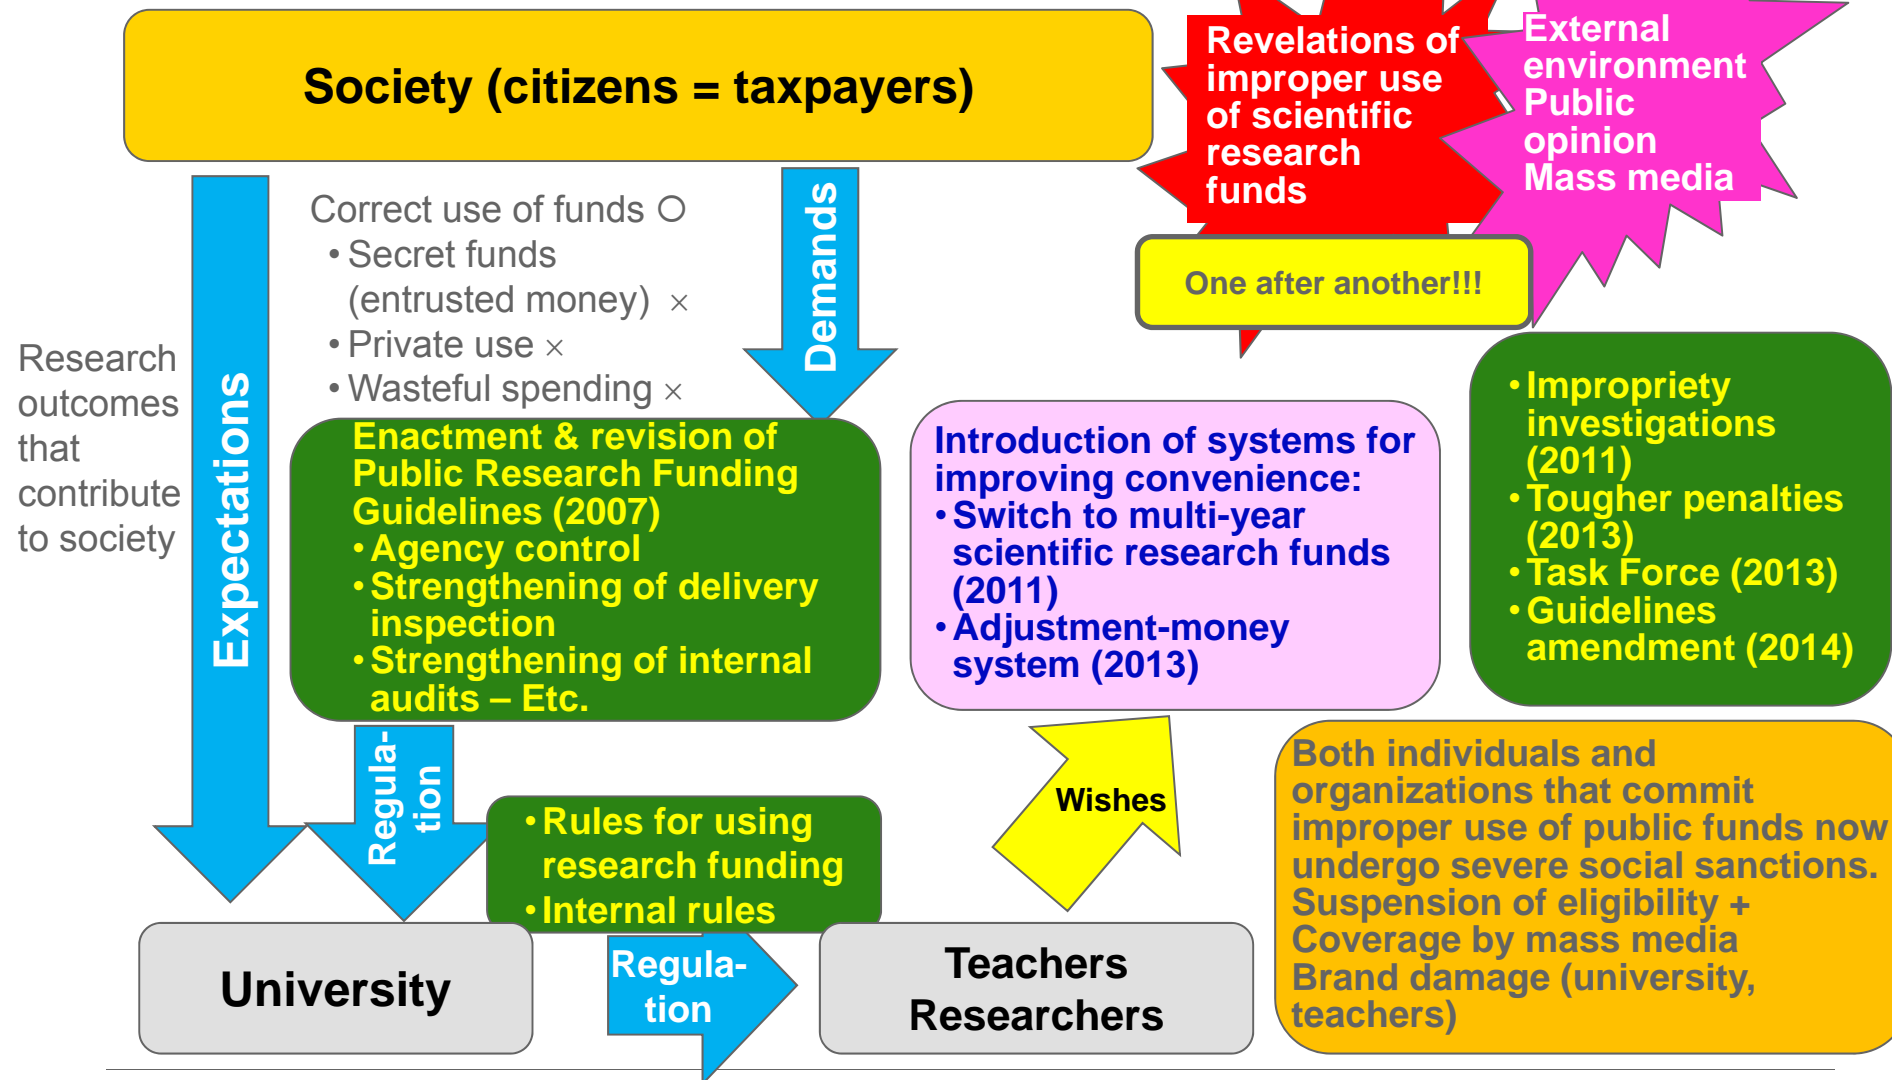 Society (citizens = taxpayers)
Revelations of
improper use
of scientific
research
funds
External
environment
Public
opinion
Mass media
One after another!!!
Correct use of funds ○
• Secret funds
(entrusted money) ×
• Private use ×
• Wasteful spending ×
Demands
Research
outcomes
that
contribute
to society
Expectations
Enactment & revision of
Public Research Funding
Guidelines (2007)
• Agency control
• Strengthening of delivery
inspection
• Strengthening of internal
audits – Etc.
Introduction of systems for
improving convenience:
• Switch to multi-year
scientific research funds
(2011)
• Adjustment-money
system (2013)
• Impropriety
investigations
(2011)
• Tougher penalties
(2013)
• Task Force (2013)
• Guidelines
amendment (2014)
Regula-
tion
• Rules for using
research funding
• Internal rules
Wishes
Both individuals and
organizations that commit
improper use of public funds now
undergo severe social sanctions.
Suspension of eligibility +
Coverage by mass media
Brand damage (university,
teachers)
University
Regula-
tion
Teachers
Researchers